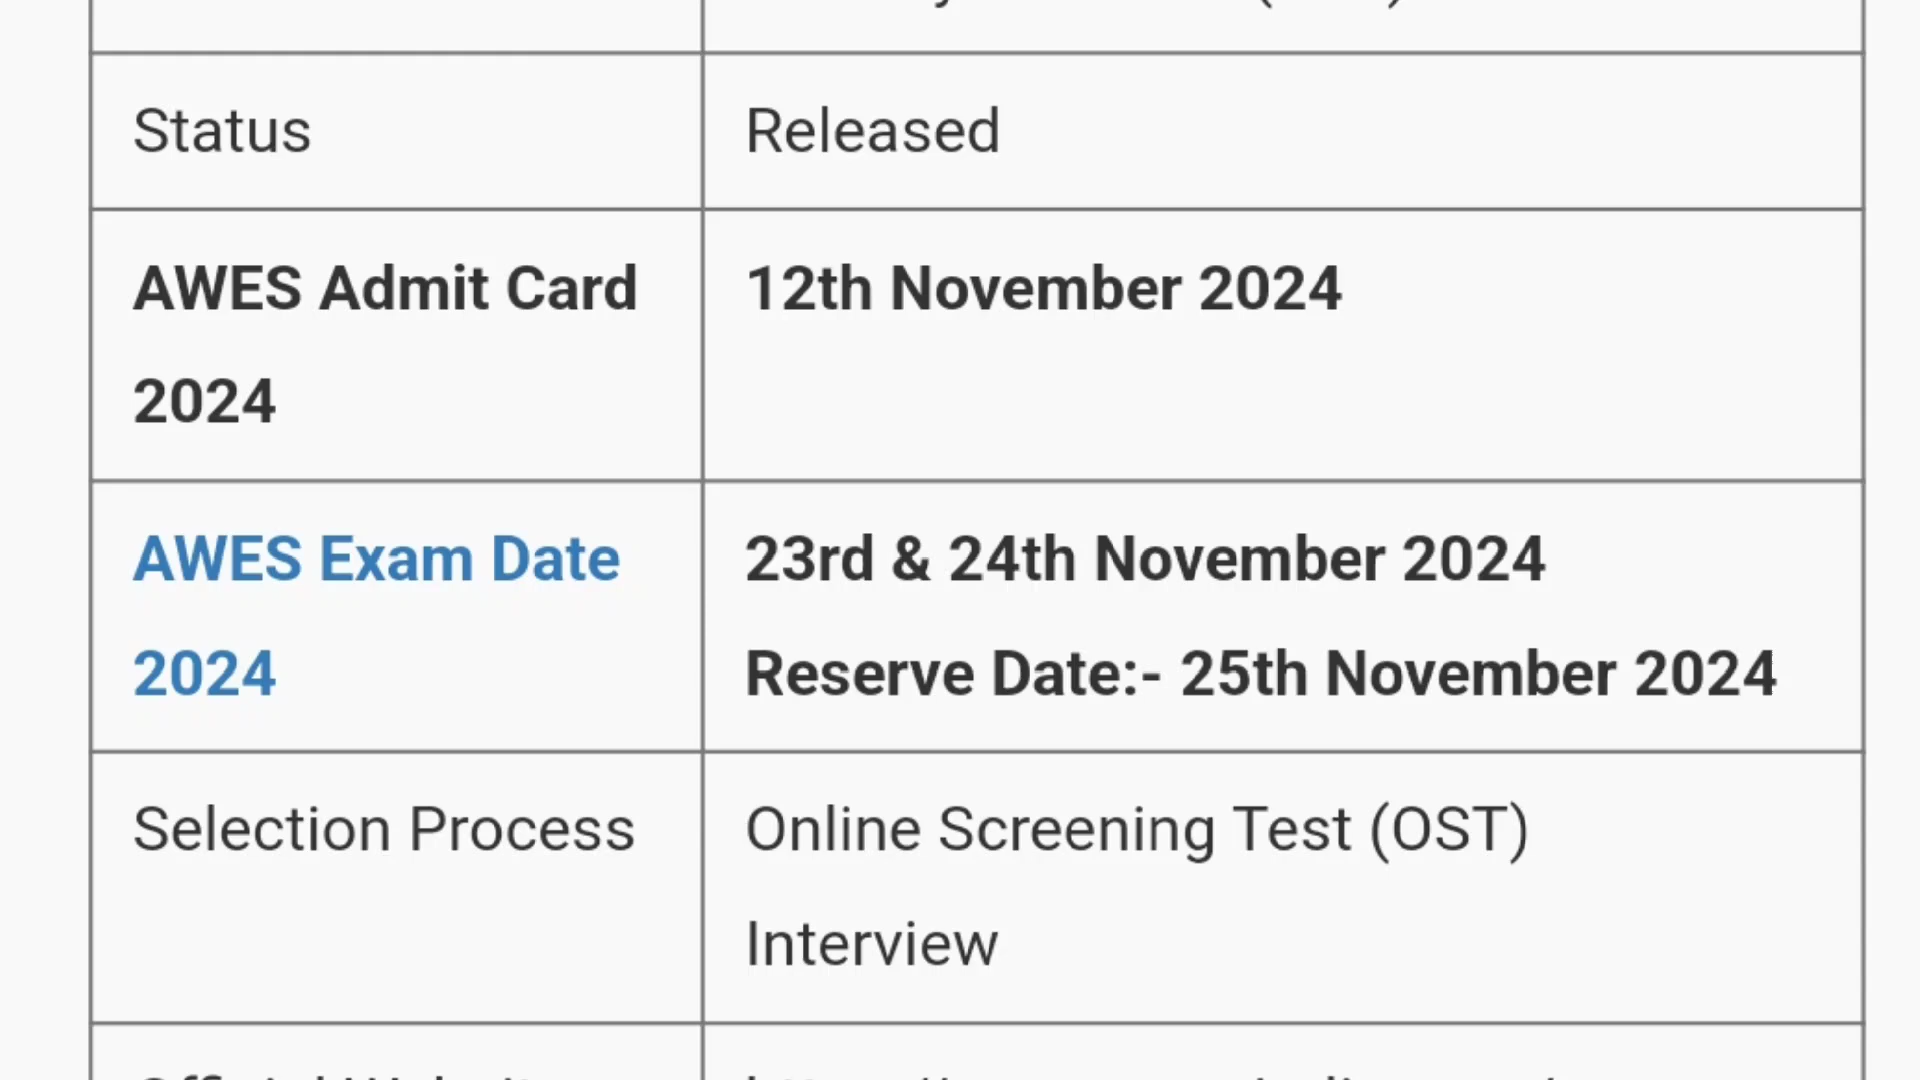 Status
Released
AWES Admit Card
2024
12th November 2024
AWES Exam Date
2024
23rd & 24th November 2024
Reserve Date:- 25th November 2024
Selection Process
Online Screening Test (OST)
Interview